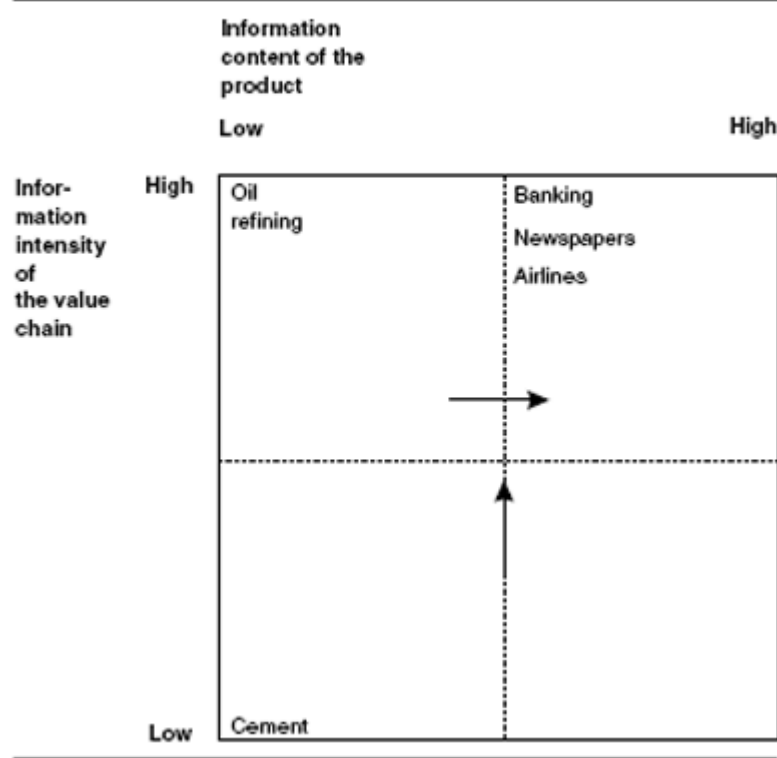 Information
content of the
product
Low
High
Infor-
mation
intensity
of
the value
chain
High
Oil
refining
Banking
Newspapers
Airlines
Low
Cement